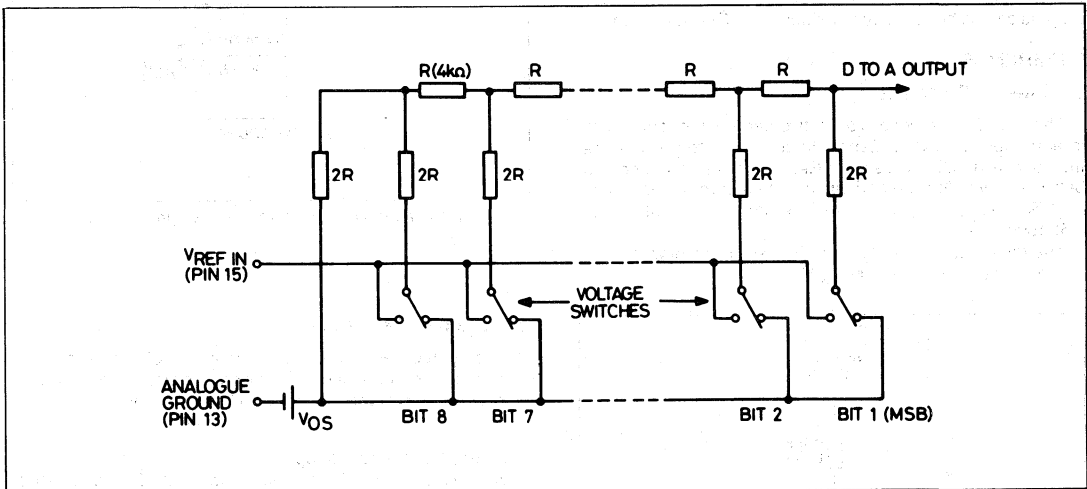 R(4kΩ)
R
R
R
D TO A OUTPUT
2R
2R
2R
2R
2R
VREF IN
(PIN 15)
VOLTAGE
SWITCHES
ANALOGUE
GROUND
(PIN 13)
VOS
BIT 8
BIT 7
BIT 2
BIT 1 (MSB)